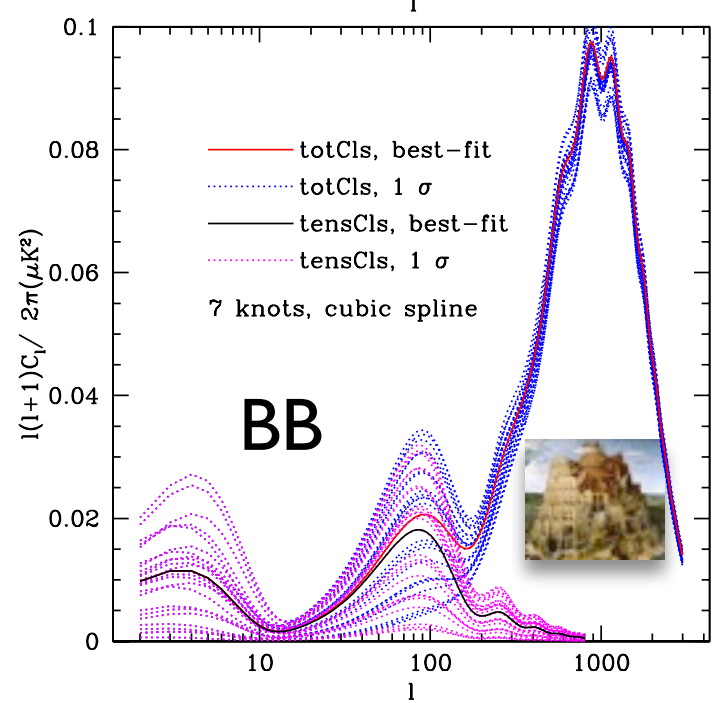 l
0.1
0.08
0.06
0.04
0.02
0
l(l+1)Cl/ 2π(μK²)
totCls, best-fit
totCls, 1 σ
tensCls, best-fit
tensCls, 1 σ
7 knots, cubic spline
BB
10
100
1000
l